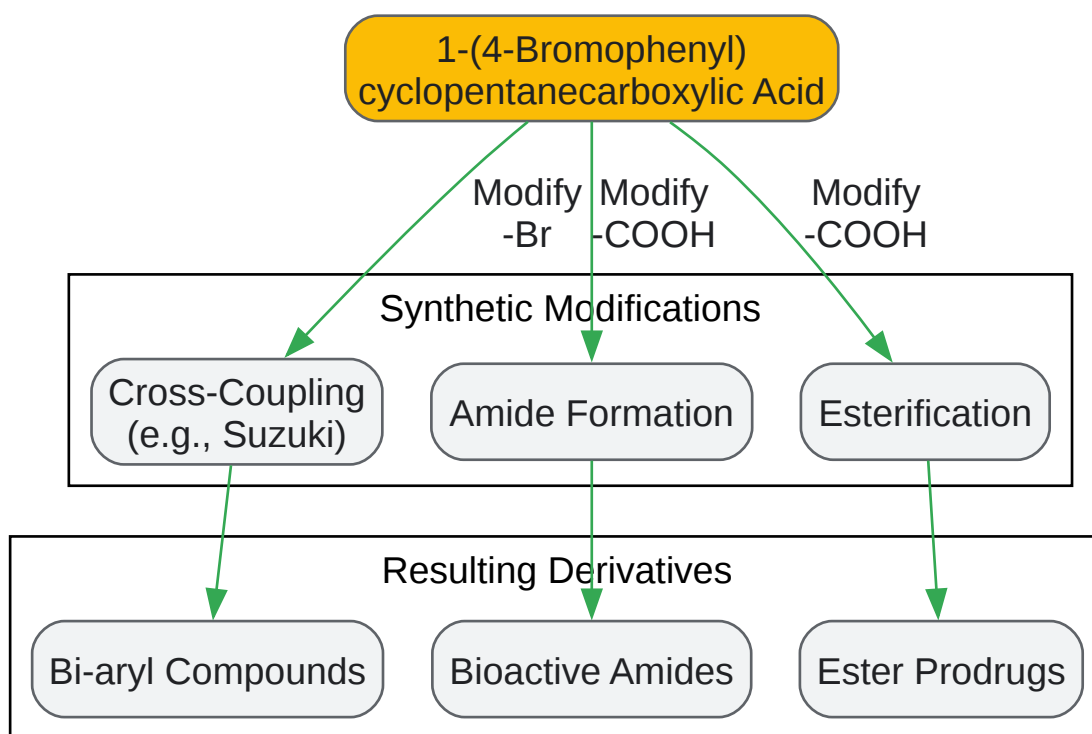 1-(4-Bromophenyl)
cyclopentanecarboxylic Acid
Modify
-Br
Modify
-COOH
Modify
-COOH
Synthetic Modifications
Cross-Coupling
(e.g., Suzuki)
Amide Formation
Esterification
Resulting Derivatives
Bi-aryl Compounds
Bioactive Amides
Ester Prodrugs